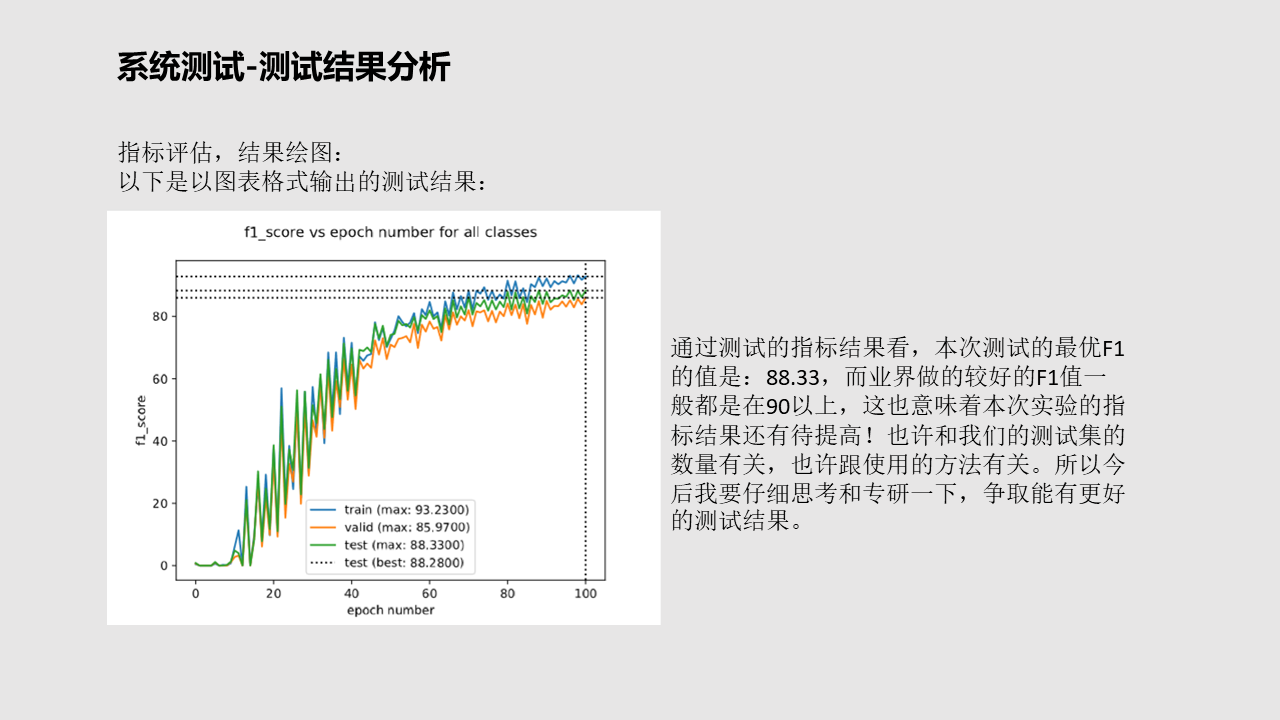 系统测试-测试结果分析
指标评估，结果绘图：
以下是以图表格式输出的测试结果：
f1_score vs epoch number for all classes
f1_score
80
60
40
20
0
train (max: 93.2300)
valid (max: 85.9700)
test (max: 88.3300)
test (best: 88.2800)
0 20 40 60 80 100
epoch number
通过测试的指标结果看，本次测试的最优F1
的值是：88.33，而业界做的较好的F1值一
般都是在90以上，这也意味着本次实验的指
标结果还有待提高！也许和我们的测试集的
数量有关，也许跟使用的方法有关。所以今
后我要仔细思考和专研一下，争取能有更好
的测试结果。